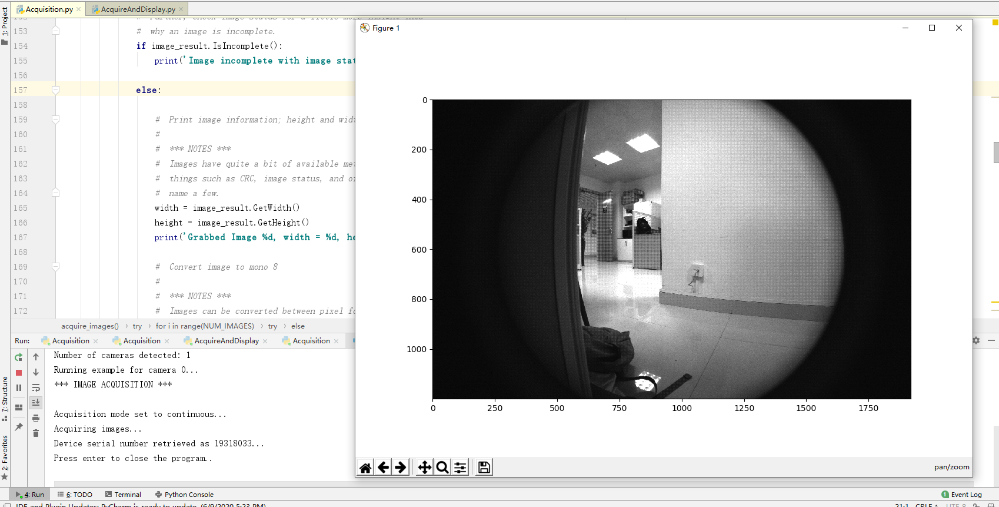 Acquisition.py
AcquireAndDisplay.py
1: Project
153 # why an image is incomplete.
154 if image_result.IsIncomplete():
155 print('Image incomplete with image stat
156
157 else:
158
159 # Print image information; height and widt
160 #
161 # *** NOTES ***
162 # Images have quite a bit of available met
163 # things such as CRC, image status, and of
164 # name a few.
165 width = image_result.GetWidth()
166 height = image_result.GetHeight()
167 print('Grabbed Image %d, width = %d, he
168
169 # Convert image to mono 8
170 #
171 # *** NOTES ***
172 # Images can be converted between pixel fo
acquire_images() › try › for i in range(NUM_IMAGES) › try › else
Run: Acquisition Acquisition AcquireAndDisplay Acquisition
Number of cameras detected: 1
Running example for camera 0...
*** IMAGE ACQUISITION ***
Acquisition mode set to continuous...
Acquiring images...
Device serial number retrieved as 19318033...
Press enter to close the program..
7: Structure
2: Favorites
Figure 1
0
200
400
600
800
1000
0 250 500 750 1000 1250 1500 1750
pan/zoom
4: Run 6: TODO Terminal Python Console
1 Event Log
IDE and Plugin Updates: PyCharm is ready to update. (6/9/2020 5:23 PM)
21:1 CRLF UTF-8